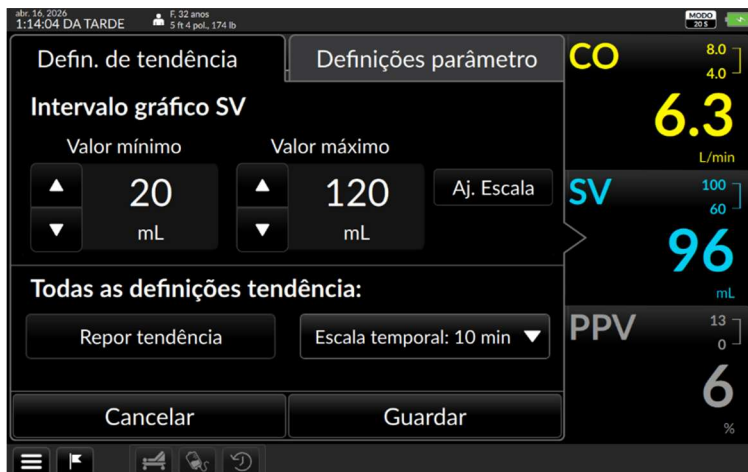 abr. 16, 2026
1:14:04 DA TARDE
F, 32 anos
5 ft 4 pol., 174 lb
MODO
20 S
Defin. de tendência
Definições parâmetro
Intervalo gráfico SV
Valor mínimo
Valor máximo
20
mL
120
mL
Aj. Escala
Todas as definições tendência:
Repor tendência
Escala temporal: 10 min
Cancelar
Guardar
CO
8.0
4.0
6.3
L/min
SV
100
60
96
mL
PPV
13
0
6
%